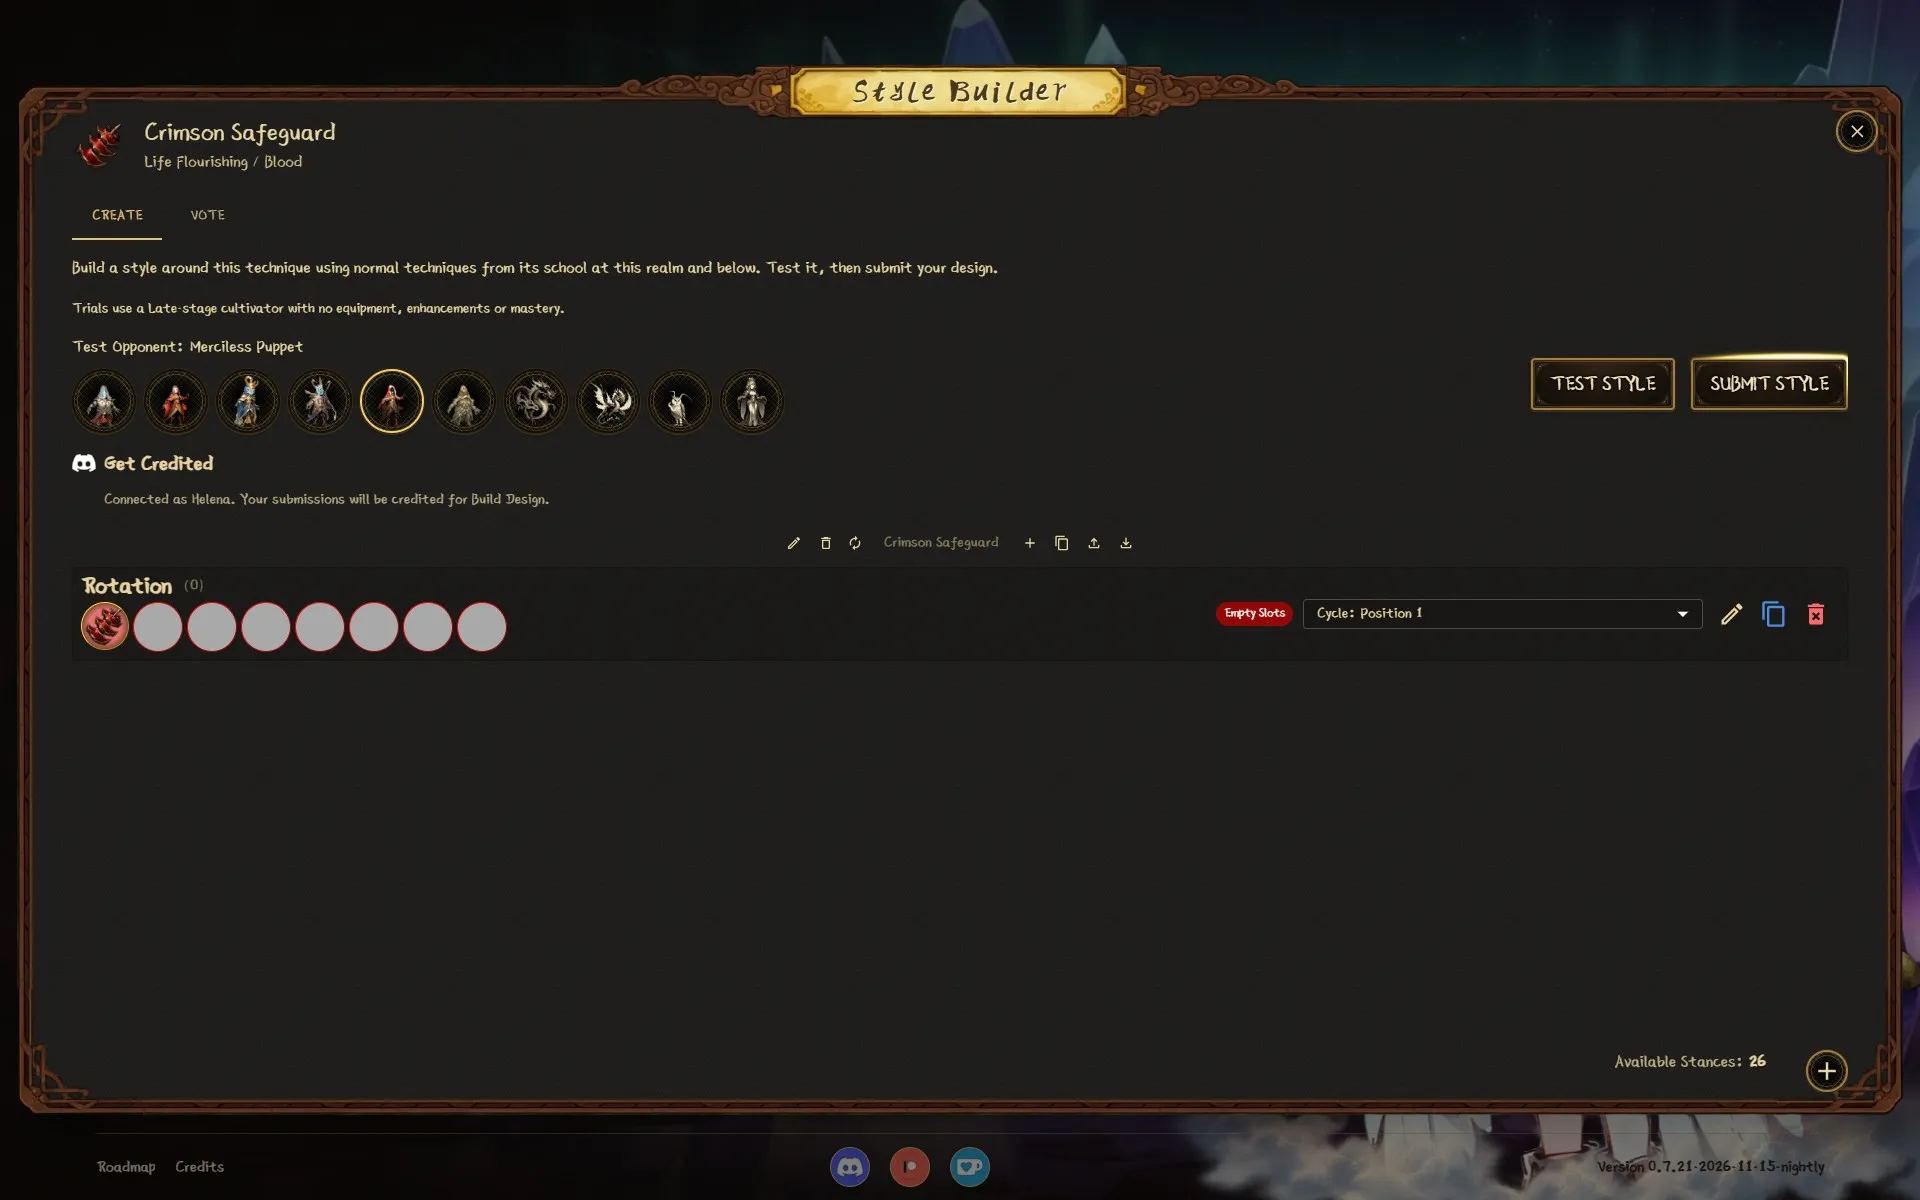 Style Builder
Crimson Safeguard
Life Flourishing / Blood
CREATE VOTE
Build a style around this technique using normal techniques from its school at this realm and below. Test it, then submit your design.
Trials use a Late-stage cultivator with no equipment, enhancements or mastery.
Test Opponent: Merciless Puppet
TEST STYLE SUBMIT STYLE
Get Credited
Connected as Helena. Your submissions will be credited for Build Design.
Crimson Safeguard
Rotation (0)
Empty Slots Cycle: Position 1
Available Stances: 26
Roadmap Credits Version 0.7.21-2026-11-15-nightly